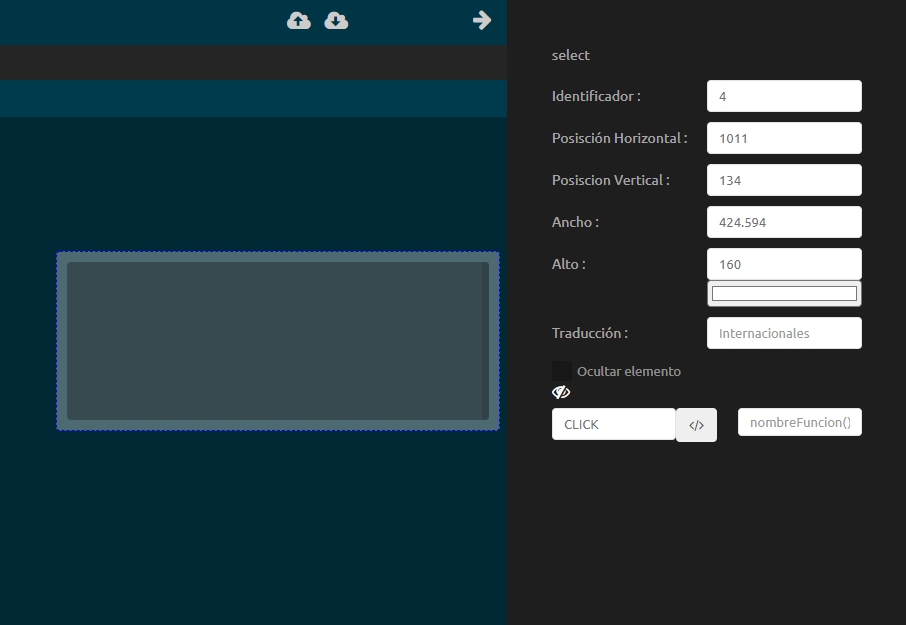 select
Identificador :
4
Posisción Horizontal :
1011
Posiscion Vertical :
134
Ancho :
424.594
Alto :
160
Traducción :
Internacionales
Ocultar elemento
CLICK
</>
nombreFuncion()